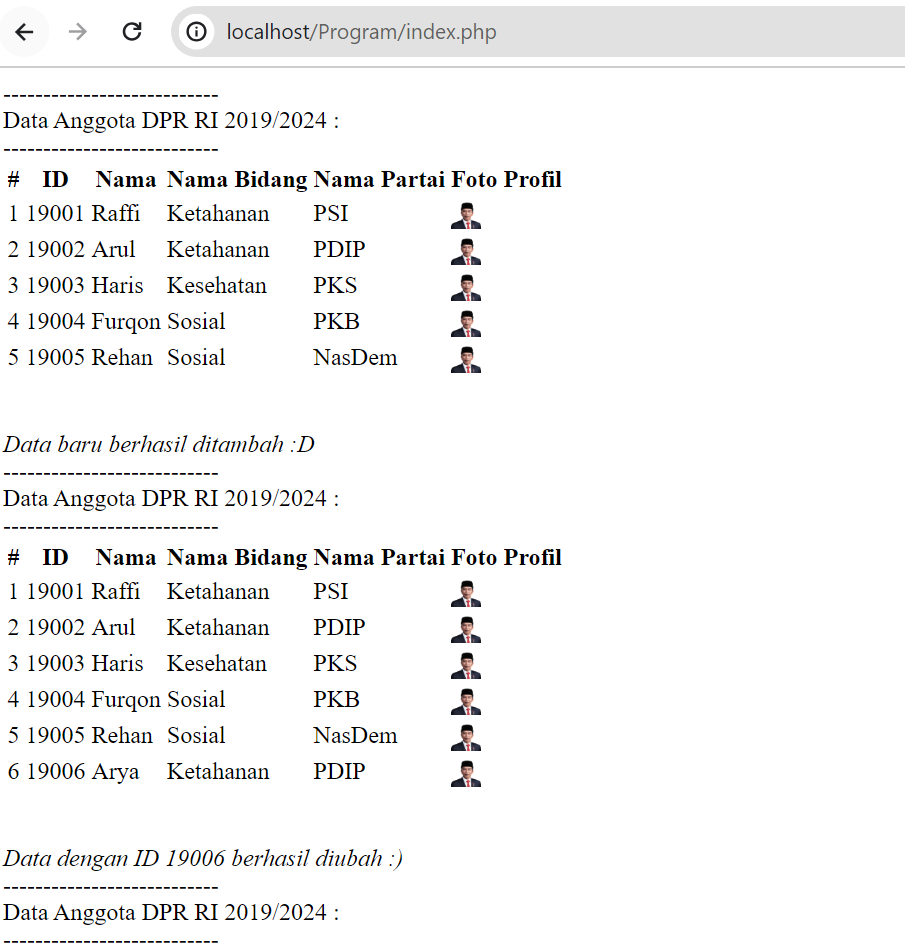 localhost/Program/index.php
---------------------------
Data Anggota DPR RI 2019/2024 :
---------------------------
# ID Nama Nama Bidang Nama Partai Foto Profil
1 19001 Raffi Ketahanan PSI
2 19002 Arul Ketahanan PDIP
3 19003 Haris Kesehatan PKS
4 19004 Furqon Sosial PKB
5 19005 Rehan Sosial NasDem
Data baru berhasil ditambah :D
---------------------------
Data Anggota DPR RI 2019/2024 :
---------------------------
# ID Nama Nama Bidang Nama Partai Foto Profil
1 19001 Raffi Ketahanan PSI
2 19002 Arul Ketahanan PDIP
3 19003 Haris Kesehatan PKS
4 19004 Furqon Sosial PKB
5 19005 Rehan Sosial NasDem
6 19006 Arya Ketahanan PDIP
Data dengan ID 19006 berhasil diubah :)
---------------------------
Data Anggota DPR RI 2019/2024 :
---------------------------